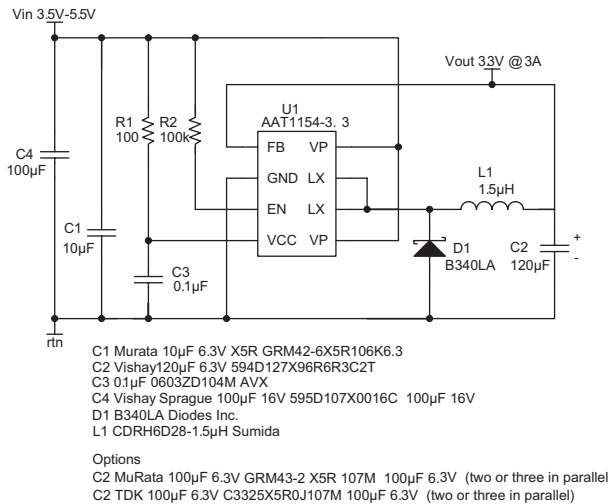 Vin 3.5V-5.5V
Vout 3.3V @ 3A
U1
AAT1154-3. 3
R1
100
R2
100k
C4
100µF
C1
10µF
C3
0.1µF
FB VP
GND LX
EN LX
VCC VP
L1
1.5µH
D1
B340LA
C2
120µF
+
-
rtn
C1 Murata 10µF 6.3V X5R GRM42-6X5R106K6.3
C2 Vishay120µF 6.3V 594D127X96R6R3C2T
C3 0.1µF 0603ZD104M AVX
C4 Vishay Sprague 100µF 16V 595D107X0016C 100µF 16V
D1 B340LA Diodes Inc.
L1 CDRH6D28-1.5µH Sumida
Options
C2 MuRata 100µF 6.3V GRM43-2 X5R 107M 100µF 6.3V (two or three in parallel)
C2 TDK 100µF 6.3V C3325X5R0J107M 100µF 6.3V (two or three in parallel)